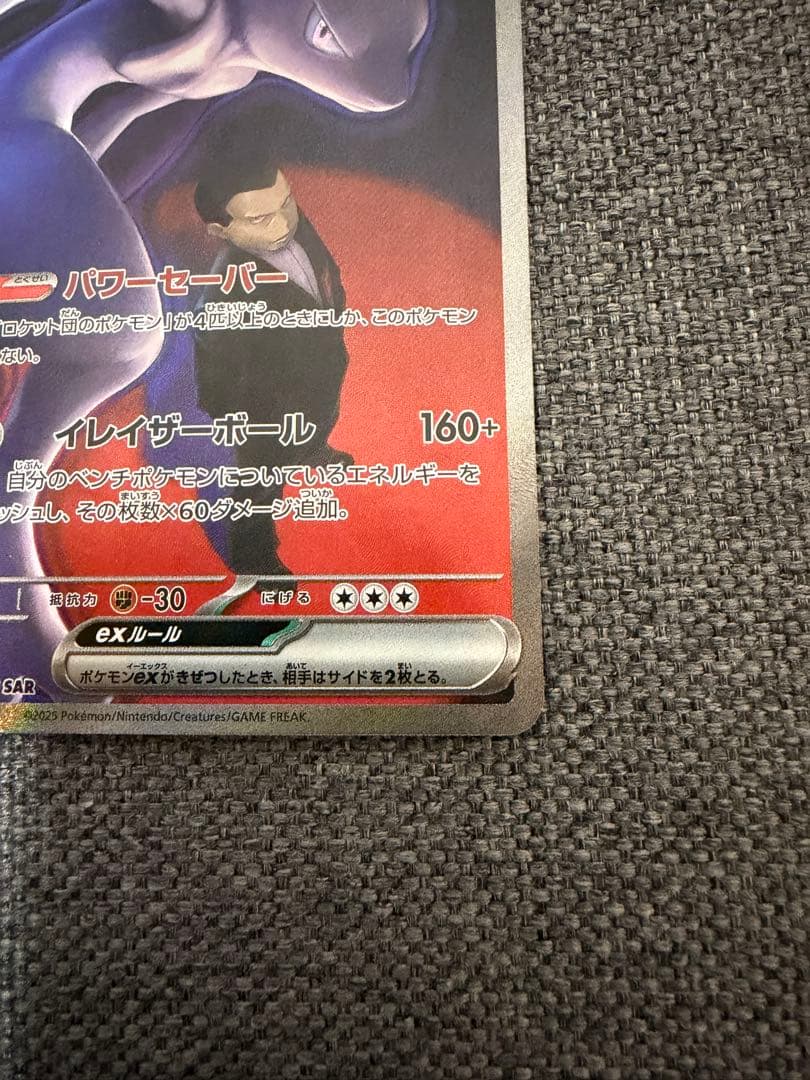 とくせい パワーセーバー
「ロケット団のポケモン」が4匹以上のときにしか、このポケモン
ない。
イレイザーボール 160+
自分のベンチポケモンについているエネルギーを
ッシュし、その枚数×60ダメージ追加。
抵抗力 -30 にげる
exルール
ポケモンexがきぜつしたとき、相手はサイドを2枚とる。
SAR
©2025 Pokémon/Nintendo/Creatures/GAME FREAK.